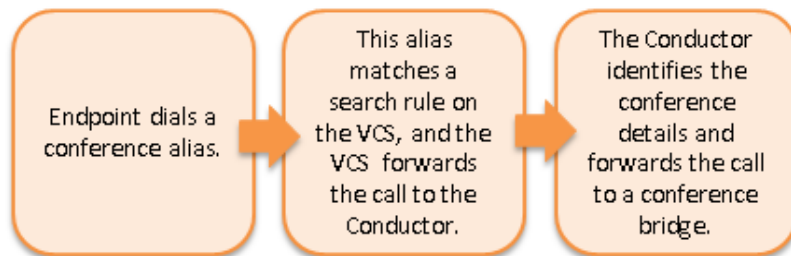 Endpoint dials a
conference alias.
This alias
matches a
search rule on
the VCS, and the
VCS forwards
the call to the
Conductor.
The Conductor
identifies the
conference
details and
forwards the call
to a conference
bridge.